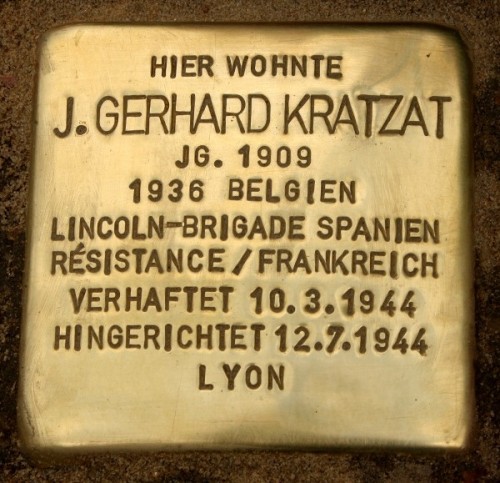 HIER WOHNTE
J. GERHARD KRATZAT
JG. 1909
1936 BELGIEN
LINCOLN-BRIGADE SPANIEN
RÉSISTANCE/FRANKREICH
VERHAFTET 10.3.1944
HINGERICHTET 12.7.1944
LYON